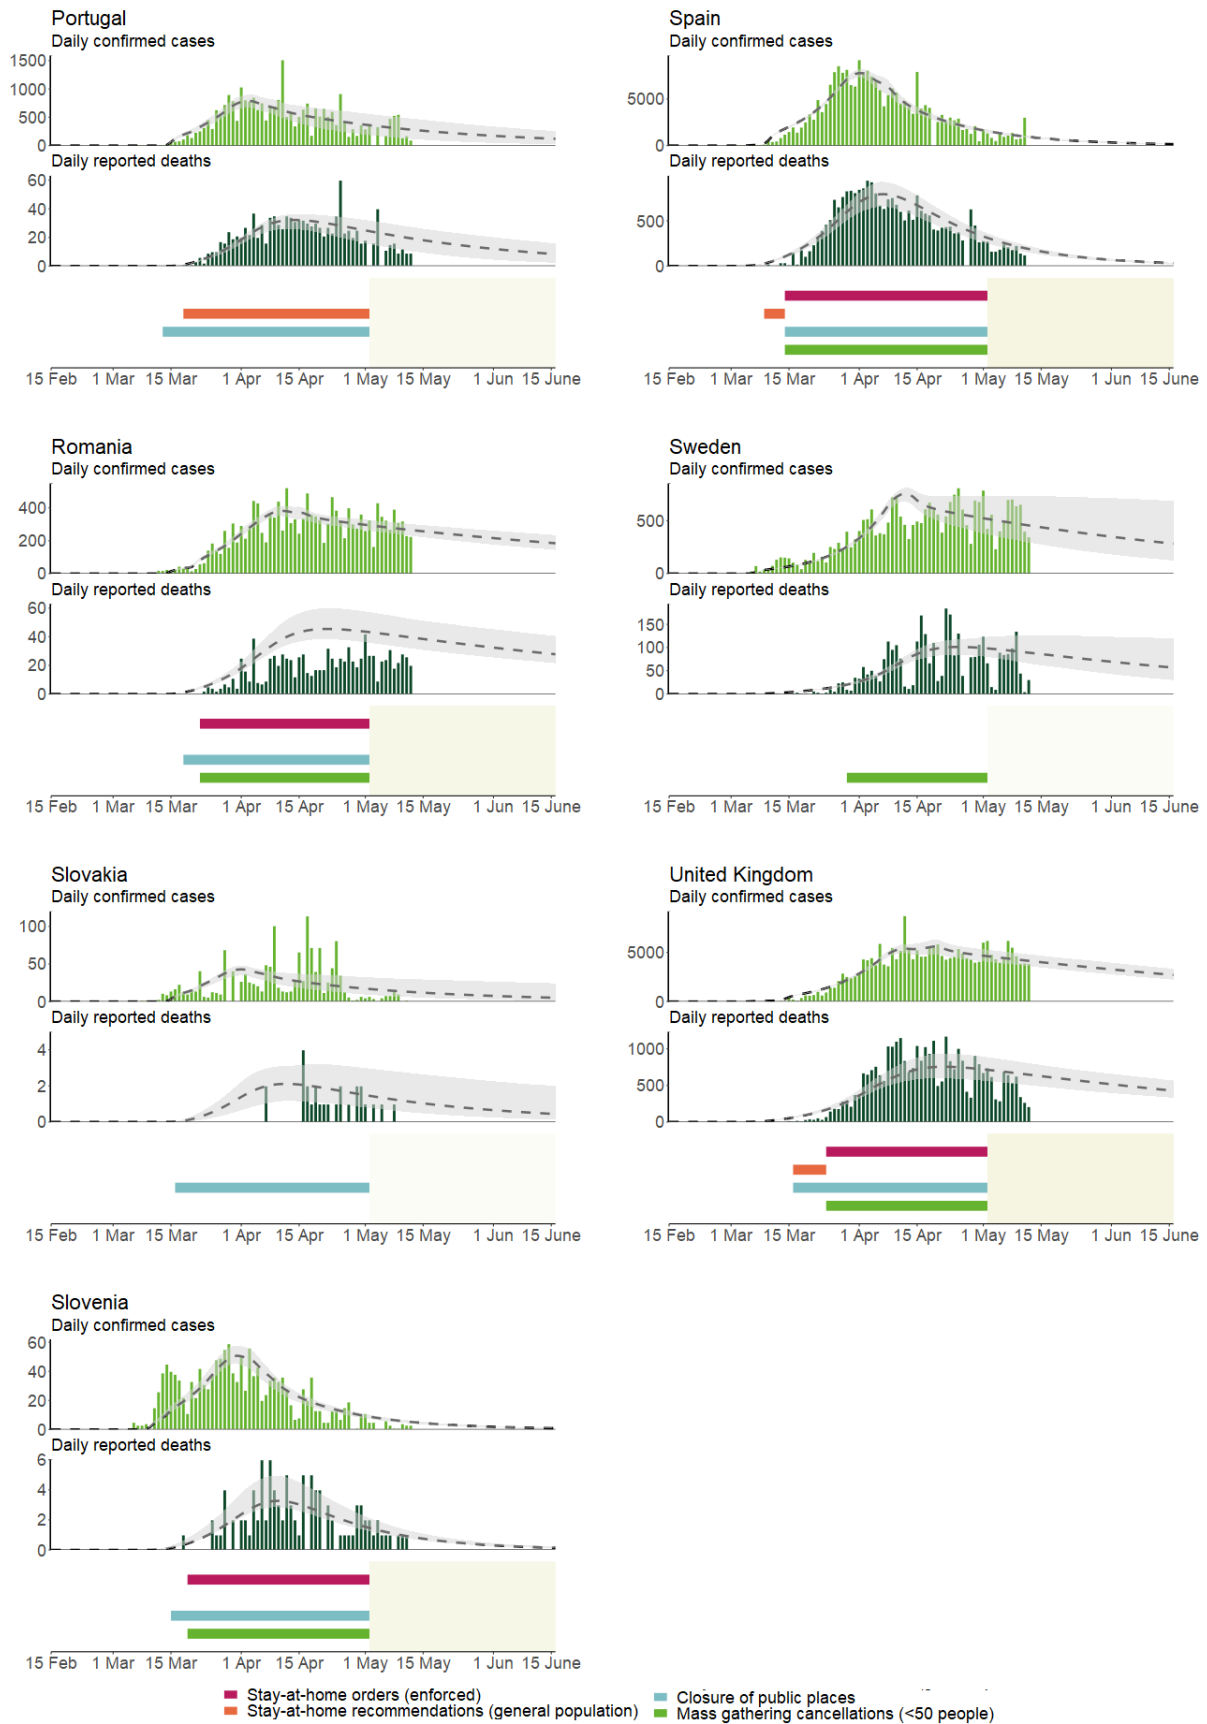 Portugal
Daily confirmed cases
1500
1000
500
0
Daily reported deaths
60
40
20
0
15 Feb 1 Mar 15 Mar 1 Apr 15 Apr 1 May 15 May 1 Jun 15 June
Spain
Daily confirmed cases
5000
0
Daily reported deaths
500
0
15 Feb 1 Mar 1 Apr 15 Apr 1 May 15 May 1 Jun 15 June
Romania
Daily confirmed cases
400
200
0
Daily reported deaths
60
40
20
0
15 Feb 1 Mar 15 Mar 1 Apr 15 Apr 1 May 15 May 1 Jun 15 June
Sweden
Daily confirmed cases
500
0
Daily reported deaths
150
100
50
0
15 Feb 1 Mar 15 Mar 1 Apr 15 Apr 1 May 15 May 1 Jun 15 June
Slovakia
Daily confirmed cases
100
50
0
Daily reported deaths
4
2
0
15 Feb 1 Mar 15 Mar 1 Apr 15 Apr 1 May 15 May 1 Jun 15 June
United Kingdom
Daily confirmed cases
5000
0
Daily reported deaths
1000
500
0
15 Feb 1 Mar 15 Mar 1 Apr 15 Apr 1 May 15 May 1 Jun 15 June
Slovenia
Daily confirmed cases
60
40
20
0
Daily reported deaths
6
4
2
0
15 Feb 1 Mar 15 Mar 1 Apr 15 Apr 1 May 15 May 1 Jun 15 June
Stay-at-home orders (enforced)
Stay-at-home recommendations (general population)
Closure of public places
Mass gathering cancellations (<50 people)